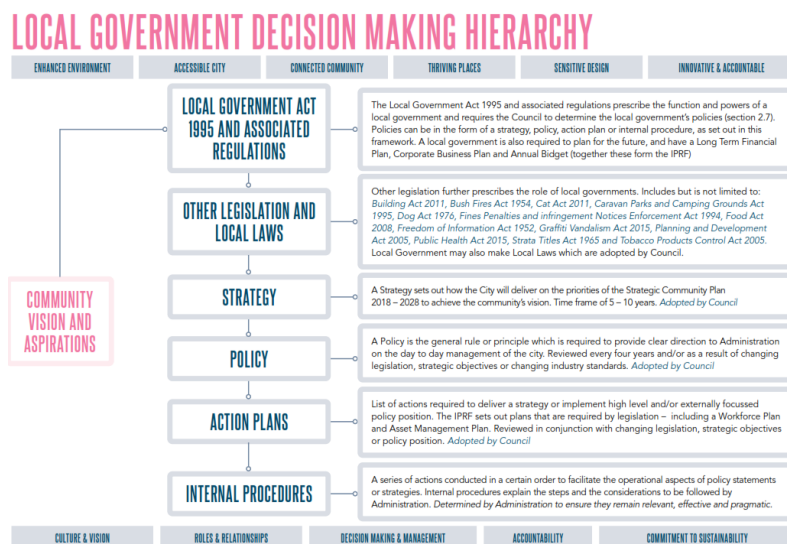 LOCAL GOVERNMENT DECISION MAKING HIERARCHY
ENHANCED ENVIRONMENT
ACCESSIBLE CITY
CONNECTED COMMUNITY
THRIVING PLACES
SENSITIVE DESIGN
INNOVATIVE & ACCOUNTABLE
LOCAL GOVERNMENT ACT
1995 AND ASSOCIATED
REGULATIONS
The Local Government Act 1995 and associated regulations prescribe the function and powers of a
local government and requires the Council to determine the local government's policies (section 2.7).
Policies can be in the form of a strategy, policy, action plan or internal procedure, as set out in this
framework. A local government is also required to plan for the future, and have a Long Term Financial
Plan, Corporate Business Plan and Annual Budget (together these form the IPRF)
OTHER LEGISLATION AND
LOCAL LAWS
Other legislation further prescribes the role of local governments. Includes but is not limited to:
Building Act 2011, Bush Fires Act 1954, Cat Act 2011, Caravan Parks and Camping Grounds Act
1995, Dog Act 1976, Fines Penalties and infringement Notices Enforcement Act 1994, Food Act
2008, Freedom of Information Act 1952, Graffiti Vandalism Act 2015, Planning and Development
Act 2005, Public Health Act 2015, Strata Titles Act 1965 and Tobacco Products Control Act 2005.
Local Government may also make Local Laws which are adopted by Council.
COMMUNITY
VISION AND
ASPIRATIONS
STRATEGY
A Strategy sets out how the City will deliver on the priorities of the Strategic Community Plan
2018 – 2028 to achieve the community's vision. Time frame of 5 – 10 years. Adopted by Council
POLICY
A Policy is the general rule or principle which is required to provide clear direction to Administration
on the day to day management of the city. Reviewed every four years and/or as a result of changing
legislation, strategic objectives or changing industry standards. Adopted by Council
ACTION PLANS
List of actions required to deliver a strategy or implement high level and/or externally focussed
policy position. The IPRF sets out plans that are required by legislation – including a Workforce Plan
and Asset Management Plan. Reviewed in conjunction with changing legislation, strategic objectives
or policy position. Adopted by Council
INTERNAL PROCEDURES
A series of actions conducted in a certain order to facilitate the operational aspects of policy statements
or strategies. Internal procedures explain the steps and the considerations to be followed by
Administration. Determined by Administration to ensure they remain relevant, effective and pragmatic.
CULTURE & VISION
ROLES & RELATIONSHIPS
DECISION MAKING & MANAGEMENT
ACCOUNTABILITY
COMMITMENT TO SUSTAINABILITY